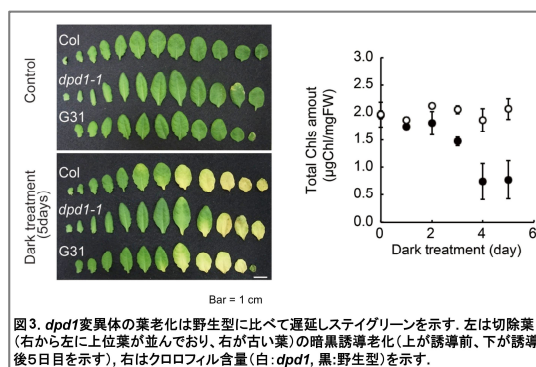 Control
Col
dpd1-1
G31
Dark treatment
(5days)
Col
dpd1-1
G31
Bar = 1 cm
Total Chls amout
(µgChl/mgFW)
3.0
2.5
2.0
1.5
1.0
0.5
0.0
0
2
4
6
Dark treatment (day)
図3. dpd1変異体の葉老化は野生型に比べて遅延しステイグリーンを示す. 左は切除葉
(右から左に上位葉が並んでおり、右が古い葉)の暗黒誘導老化(上が誘導前、下が誘導
後5日目を示す), 右はクロロフィル含量(白:dpd1, 黒:野生型)を示す.